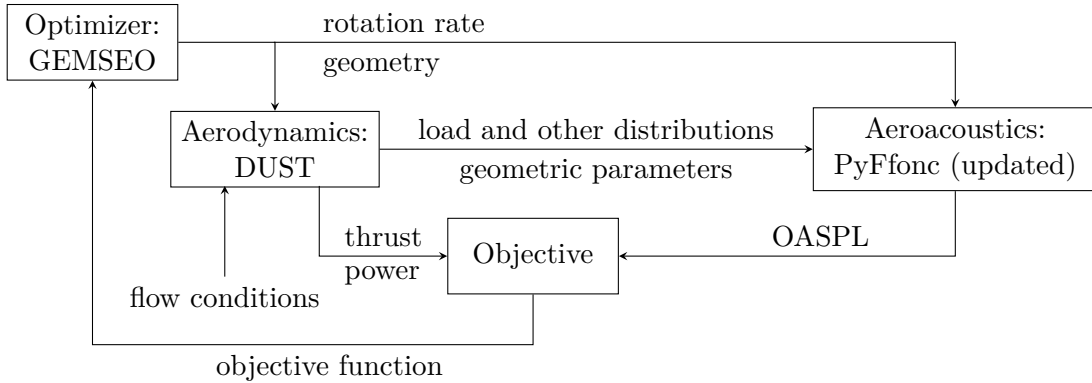 Optimizer:
GEMSEO
rotation rate
geometry
Aerodynamics:
DUST
load and other distributions
geometric parameters
Aeroacoustics:
PyFfonc (updated)
thrust
power
Objective
OASPL
flow conditions
objective function